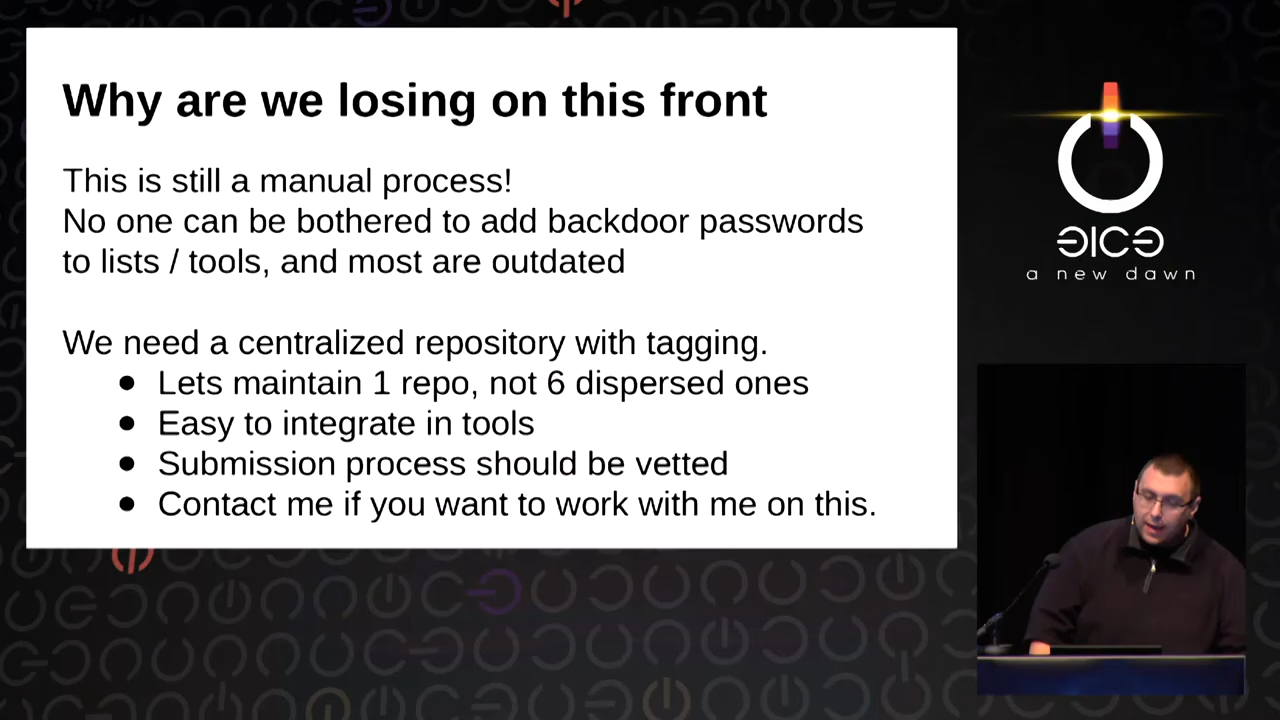 Why are we losing on this front
This is still a manual process!
No one can be bothered to add backdoor passwords
to lists / tools, and most are outdated
We need a centralized repository with tagging.
● Lets maintain 1 repo, not 6 dispersed ones
● Easy to integrate in tools
● Submission process should be vetted
● Contact me if you want to work with me on this.
a new dawn